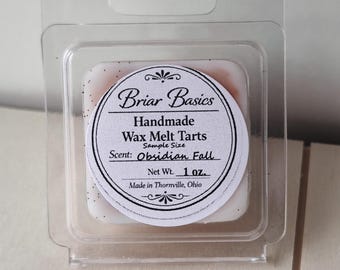 Briar Basics
Handmade
Wax Melt Tarts
Sample Size
Scent: Obsidian Fall
Net Wt. 1 oz.
Made in Thornville, Ohio